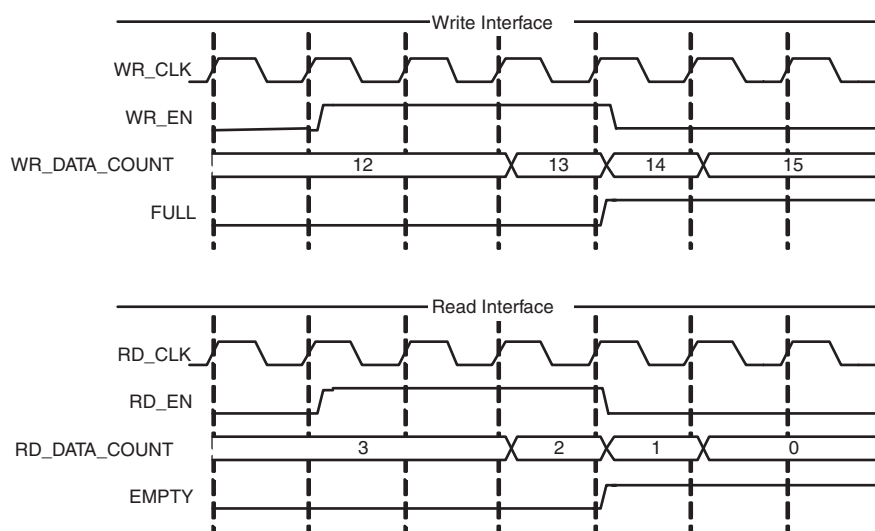 Write Interface
WR_CLK
WR_EN
WR_DATA_COUNT 12 13 14 15
FULL
Read Interface
RD_CLK
RD_EN
RD_DATA_COUNT 3 2 1 0
EMPTY